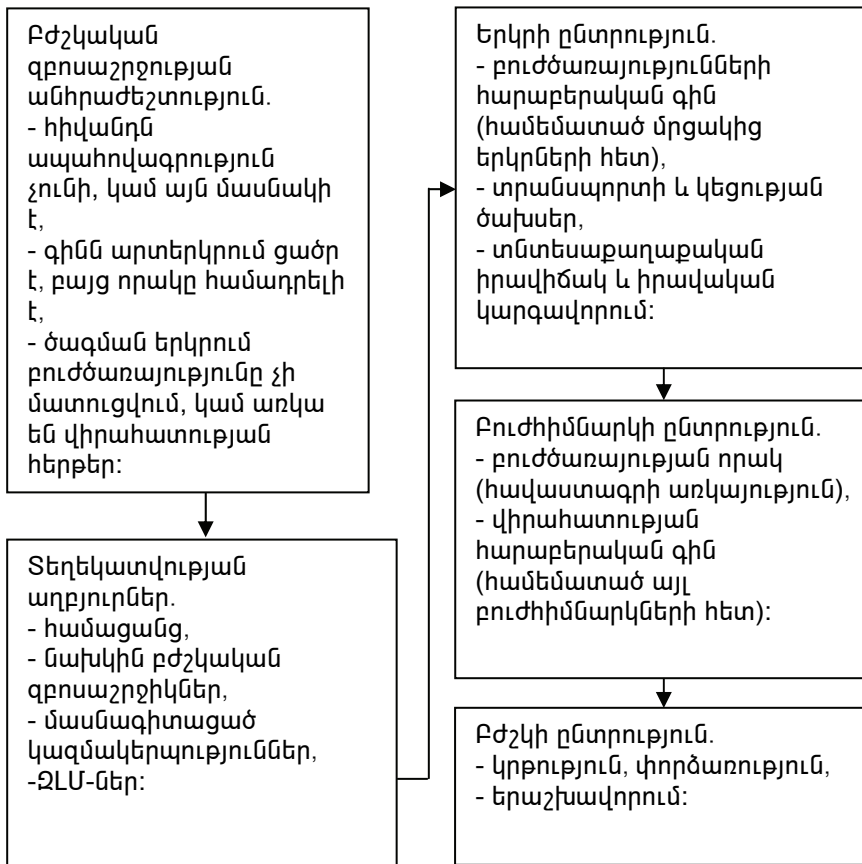 Բժշկական
զբոսաշրջության
անհրաժեշտություն.
- հիվանդն
ապահովագրություն
չունի, կամ այն մասնակի
է,
- գինն արտերկրում ցածր
է, բայց որակը համադրելի
է,
- ծագման երկրում
բուժծառայությունը չի
մատուցվում, կամ առկա
են վիրահատության
հերթեր:
Տեղեկատվության
աղբյուրներ.
- համացանց,
- նախկին բժշկական
զբոսաշրջիկներ,
- մասնագիտացած
կազմակերպություններ,
-ԶԼՄ-ներ:
Երկրի ընտրություն.
- բուժծառայությունների
հարաբերական գին
(համեմատած մրցակից
երկրների հետ),
- տրանսպորտի և կեցության
ծախսեր,
- տնտեսաքաղաքական
իրավիճակ և իրավական
կարգավորում:
Բուժհիմնարկի ընտրություն.
- բուժծառայության որակ
(հավաստագրի առկայություն),
- վիրահատության
հարաբերական գին
(համեմատած այլ
բուժհիմնարկների հետ):
Բժշկի ընտրություն.
- կրթություն, փորձառություն,
- երաշխավորում: